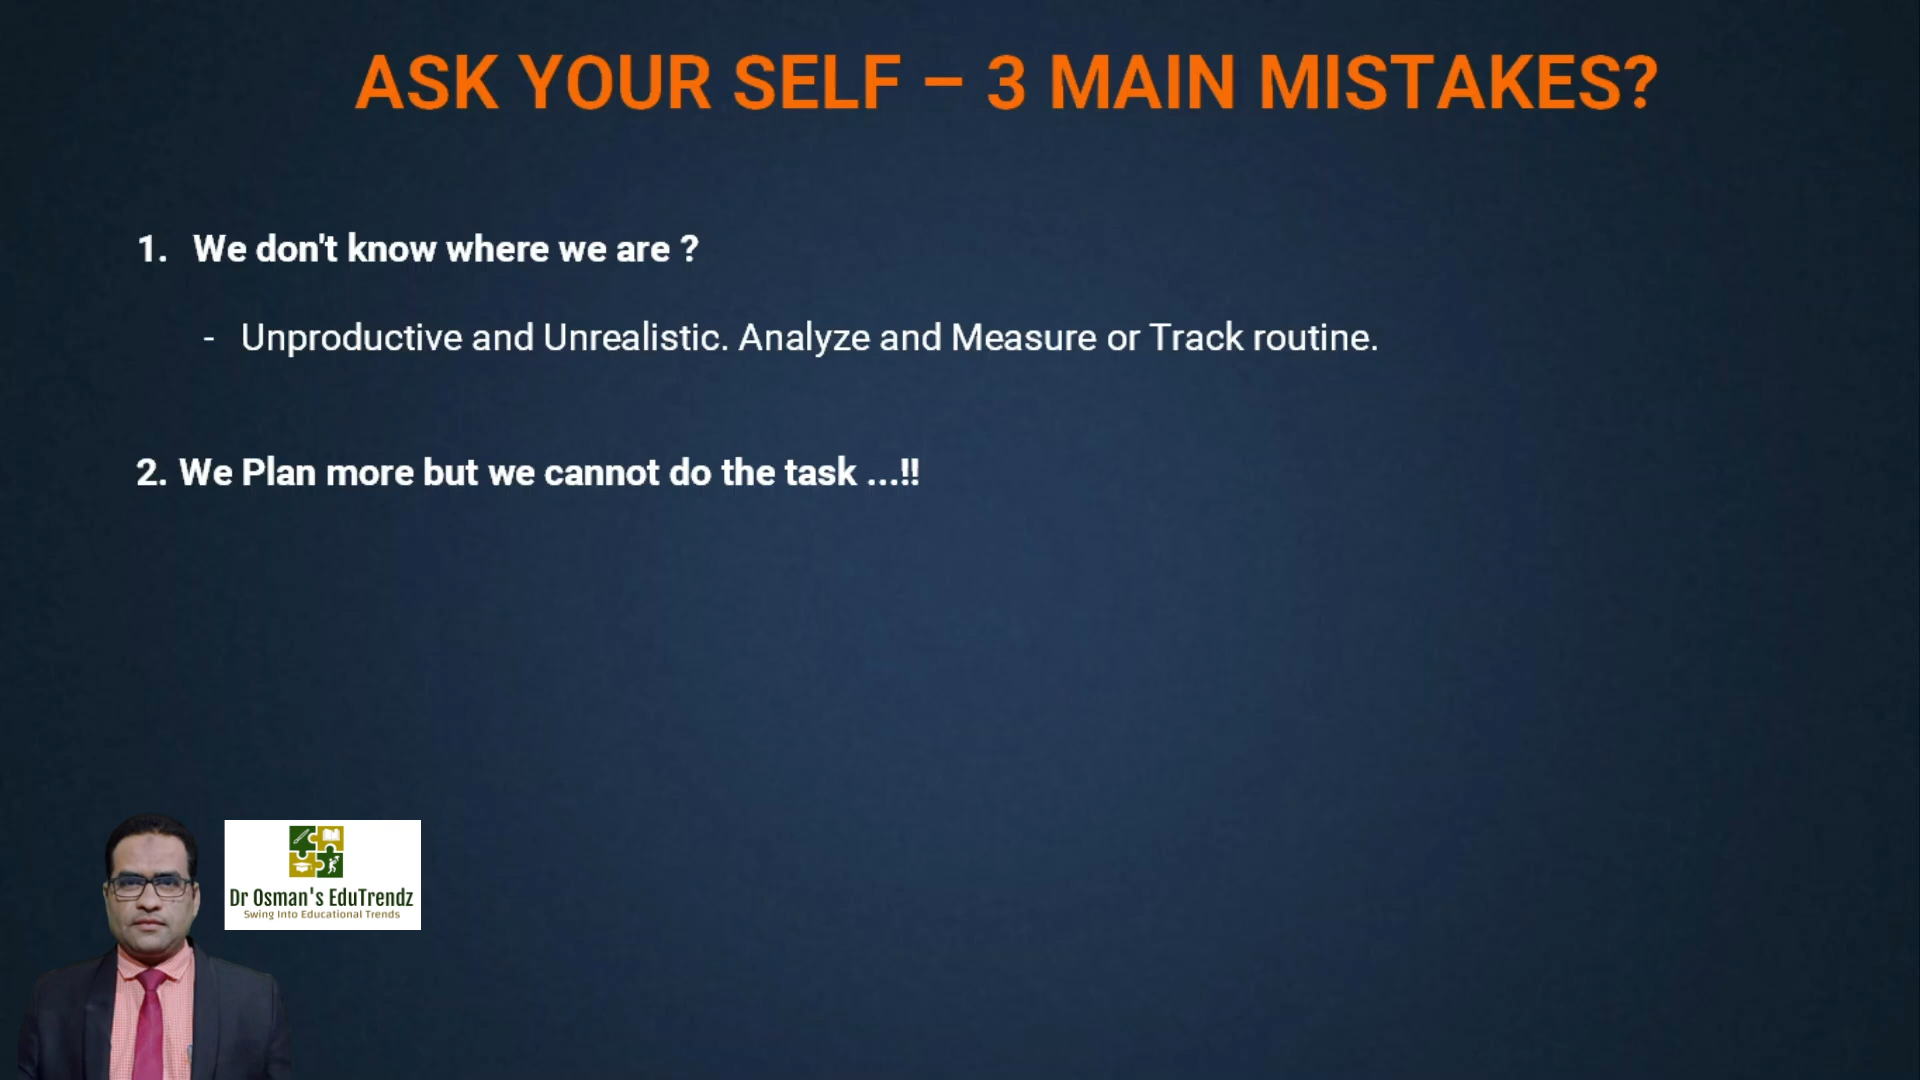 ASK YOUR SELF – 3 MAIN MISTAKES?
1. We don't know where we are ?
- Unproductive and Unrealistic. Analyze and Measure or Track routine.
2. We Plan more but we cannot do the task ...!!
Dr Osman's EduTrendz
Swing Into Educational Trends